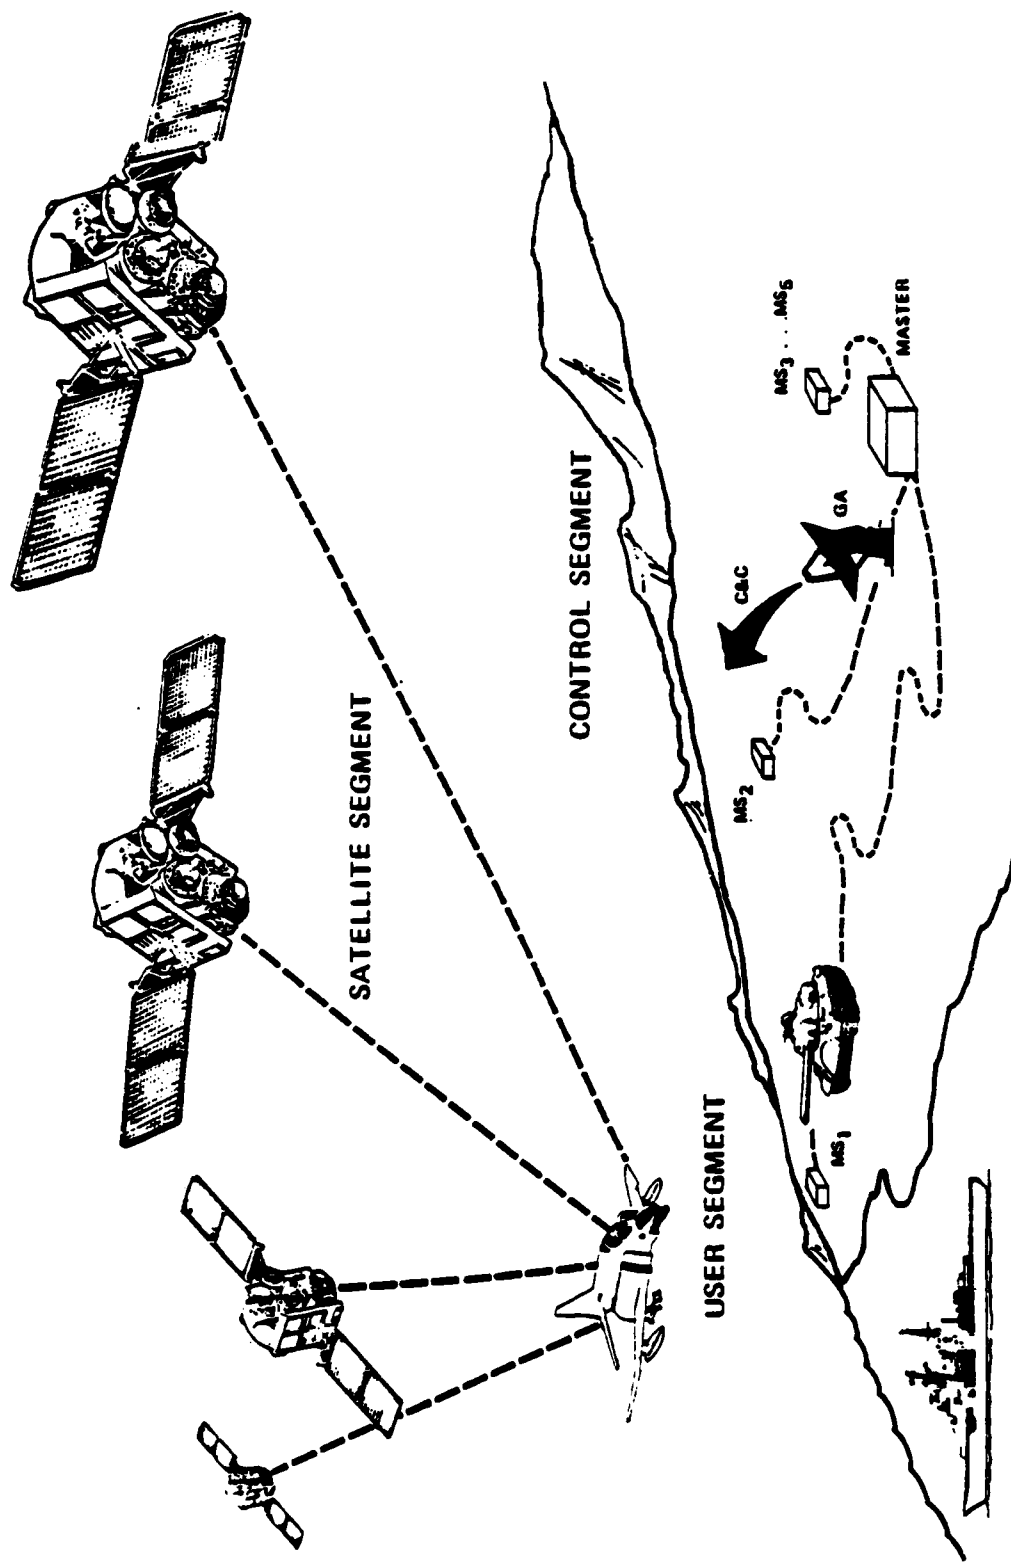 SATELLITE SEGMENT
CONTROL SEGMENT
USER SEGMENT
MS₃ . . . MS₅
MASTER
GA
C&C
MS₂
MS₁